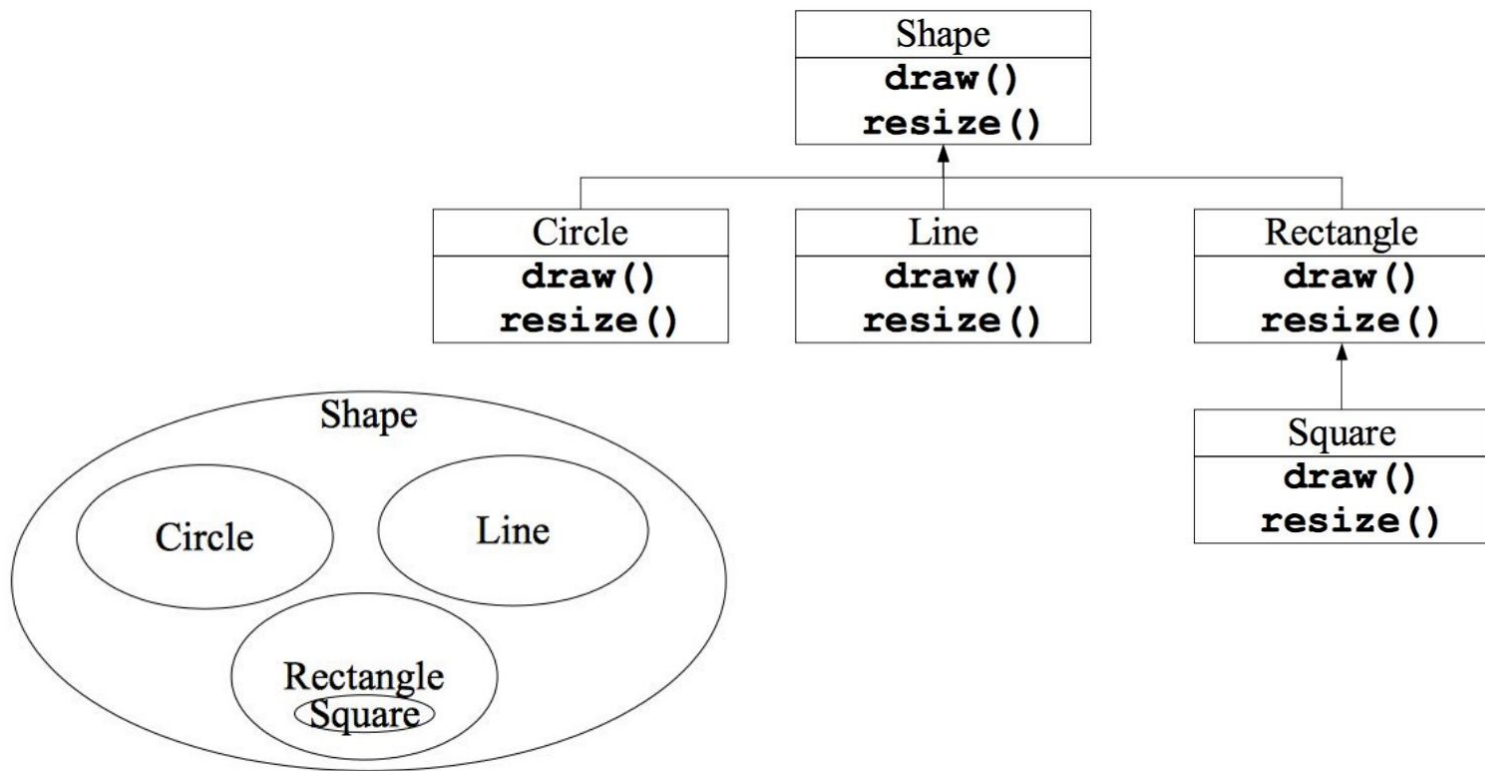 Shape
draw()
resize()
Circle
draw()
resize()
Line
draw()
resize()
Rectangle
draw()
resize()
Square
draw()
resize()
Shape
Circle
Line
Rectangle
Square